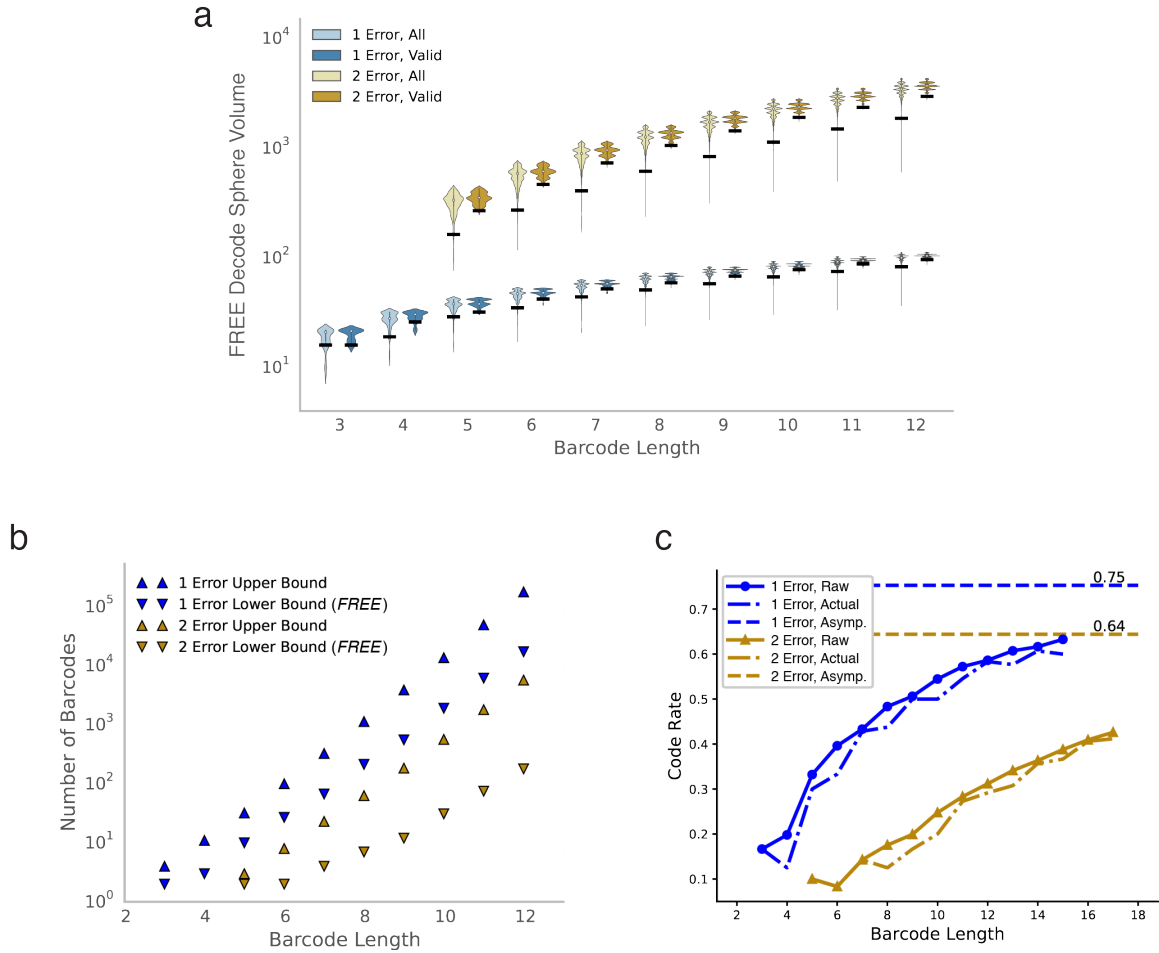 a
10^4
10^3
10^2
10^1
FREE Decode Sphere Volume
1 Error, All
1 Error, Valid
2 Error, All
2 Error, Valid
3 4 5 6 7 8 9 10 11 12
Barcode Length
b
10^5
10^4
10^3
10^2
10^1
10^0
Number of Barcodes
1 Error Upper Bound
1 Error Lower Bound (FREE)
2 Error Upper Bound
2 Error Lower Bound (FREE)
2 4 6 8 10 12
Barcode Length
c
0.7
0.6
0.5
0.4
0.3
0.2
0.1
Code Rate
1 Error, Raw
1 Error, Actual
1 Error, Asymp.
2 Error, Raw
2 Error, Actual
2 Error, Asymp.
0.75
0.64
2 4 6 8 10 12 14 16 18
Barcode Length